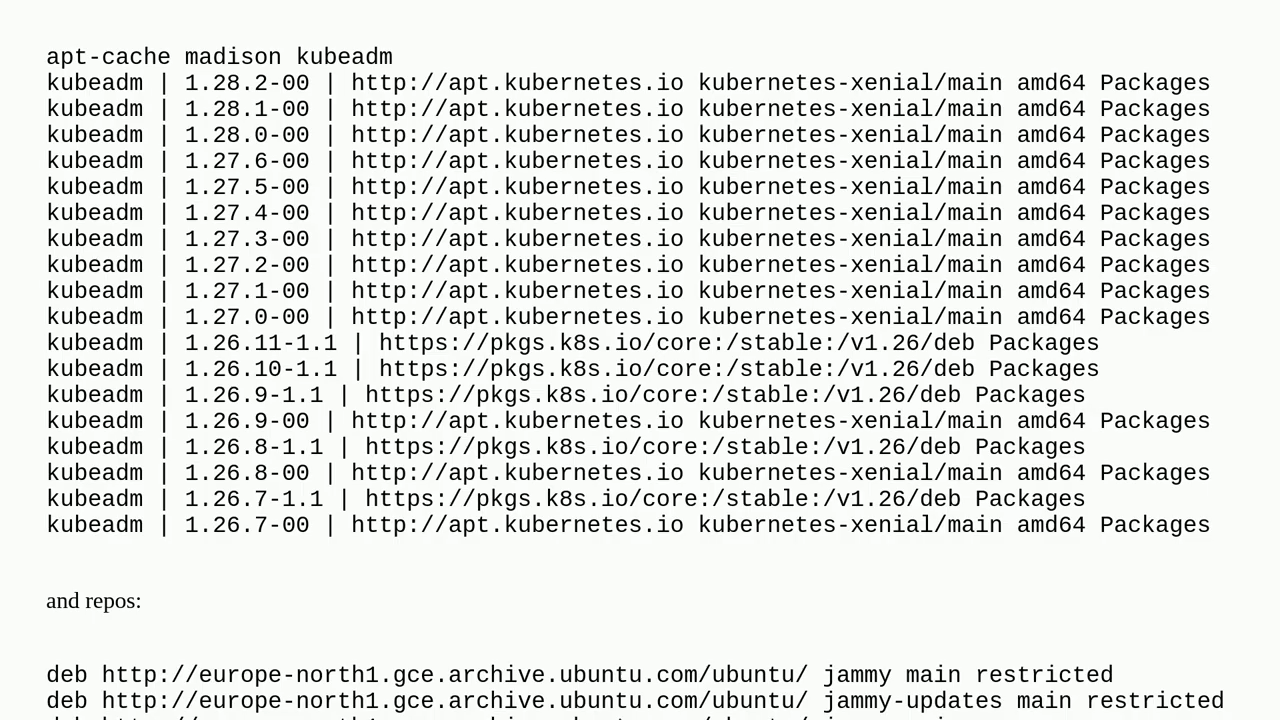 apt-cache madison kubeadm
kubeadm | 1.28.2-00 | http://apt.kubernetes.io kubernetes-xenial/main amd64 Packages
kubeadm | 1.28.1-00 | http://apt.kubernetes.io kubernetes-xenial/main amd64 Packages
kubeadm | 1.28.0-00 | http://apt.kubernetes.io kubernetes-xenial/main amd64 Packages
kubeadm | 1.27.6-00 | http://apt.kubernetes.io kubernetes-xenial/main amd64 Packages
kubeadm | 1.27.5-00 | http://apt.kubernetes.io kubernetes-xenial/main amd64 Packages
kubeadm | 1.27.4-00 | http://apt.kubernetes.io kubernetes-xenial/main amd64 Packages
kubeadm | 1.27.3-00 | http://apt.kubernetes.io kubernetes-xenial/main amd64 Packages
kubeadm | 1.27.2-00 | http://apt.kubernetes.io kubernetes-xenial/main amd64 Packages
kubeadm | 1.27.1-00 | http://apt.kubernetes.io kubernetes-xenial/main amd64 Packages
kubeadm | 1.27.0-00 | http://apt.kubernetes.io kubernetes-xenial/main amd64 Packages
kubeadm | 1.26.11-1.1 | https://pkgs.k8s.io/core:/stable:/v1.26/deb Packages
kubeadm | 1.26.10-1.1 | https://pkgs.k8s.io/core:/stable:/v1.26/deb Packages
kubeadm | 1.26.9-1.1 | https://pkgs.k8s.io/core:/stable:/v1.26/deb Packages
kubeadm | 1.26.9-00 | http://apt.kubernetes.io kubernetes-xenial/main amd64 Packages
kubeadm | 1.26.8-1.1 | https://pkgs.k8s.io/core:/stable:/v1.26/deb Packages
kubeadm | 1.26.8-00 | http://apt.kubernetes.io kubernetes-xenial/main amd64 Packages
kubeadm | 1.26.7-1.1 | https://pkgs.k8s.io/core:/stable:/v1.26/deb Packages
kubeadm | 1.26.7-00 | http://apt.kubernetes.io kubernetes-xenial/main amd64 Packages
and repos:
deb http://europe-north1.gce.archive.ubuntu.com/ubuntu/ jammy main restricted
deb http://europe-north1.gce.archive.ubuntu.com/ubuntu/ jammy-updates main restricted